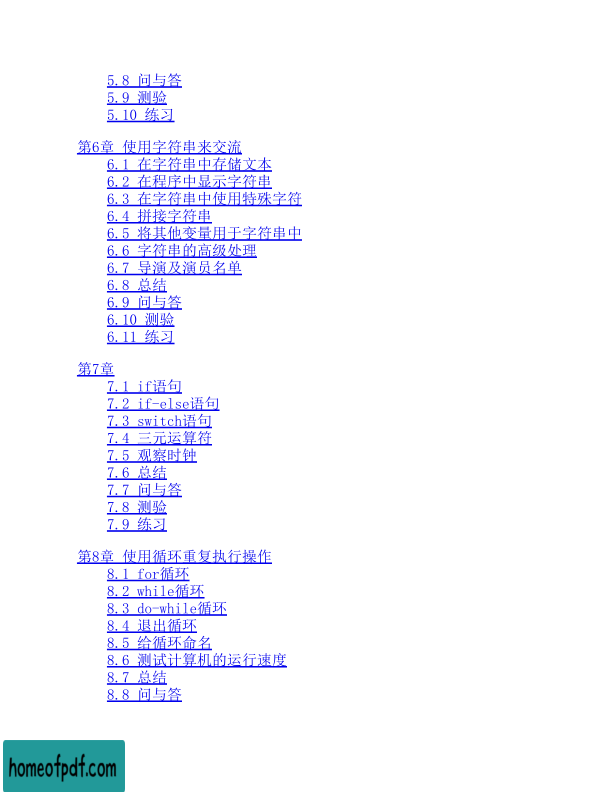 5.8 问与答
5.9 测验
5.10 练习
第6章 使用字符串来交流
6.1 在字符串中存储文本
6.2 在程序中显示字符串
6.3 在字符串中使用特殊字符
6.4 拼接字符串
6.5 将其他变量用于字符串中
6.6 字符串的高级处理
6.7 导演及演员名单
6.8 总结
6.9 问与答
6.10 测验
6.11 练习
第7章
7.1 if语句
7.2 if-else语句
7.3 switch语句
7.4 三元运算符
7.5 观察时钟
7.6 总结
7.7 问与答
7.8 测验
7.9 练习
第8章 使用循环重复执行操作
8.1 for循环
8.2 while循环
8.3 do-while循环
8.4 退出循环
8.5 给循环命名
8.6 测试计算机的运行速度
8.7 总结
8.8 问与答
homeofpdf.com